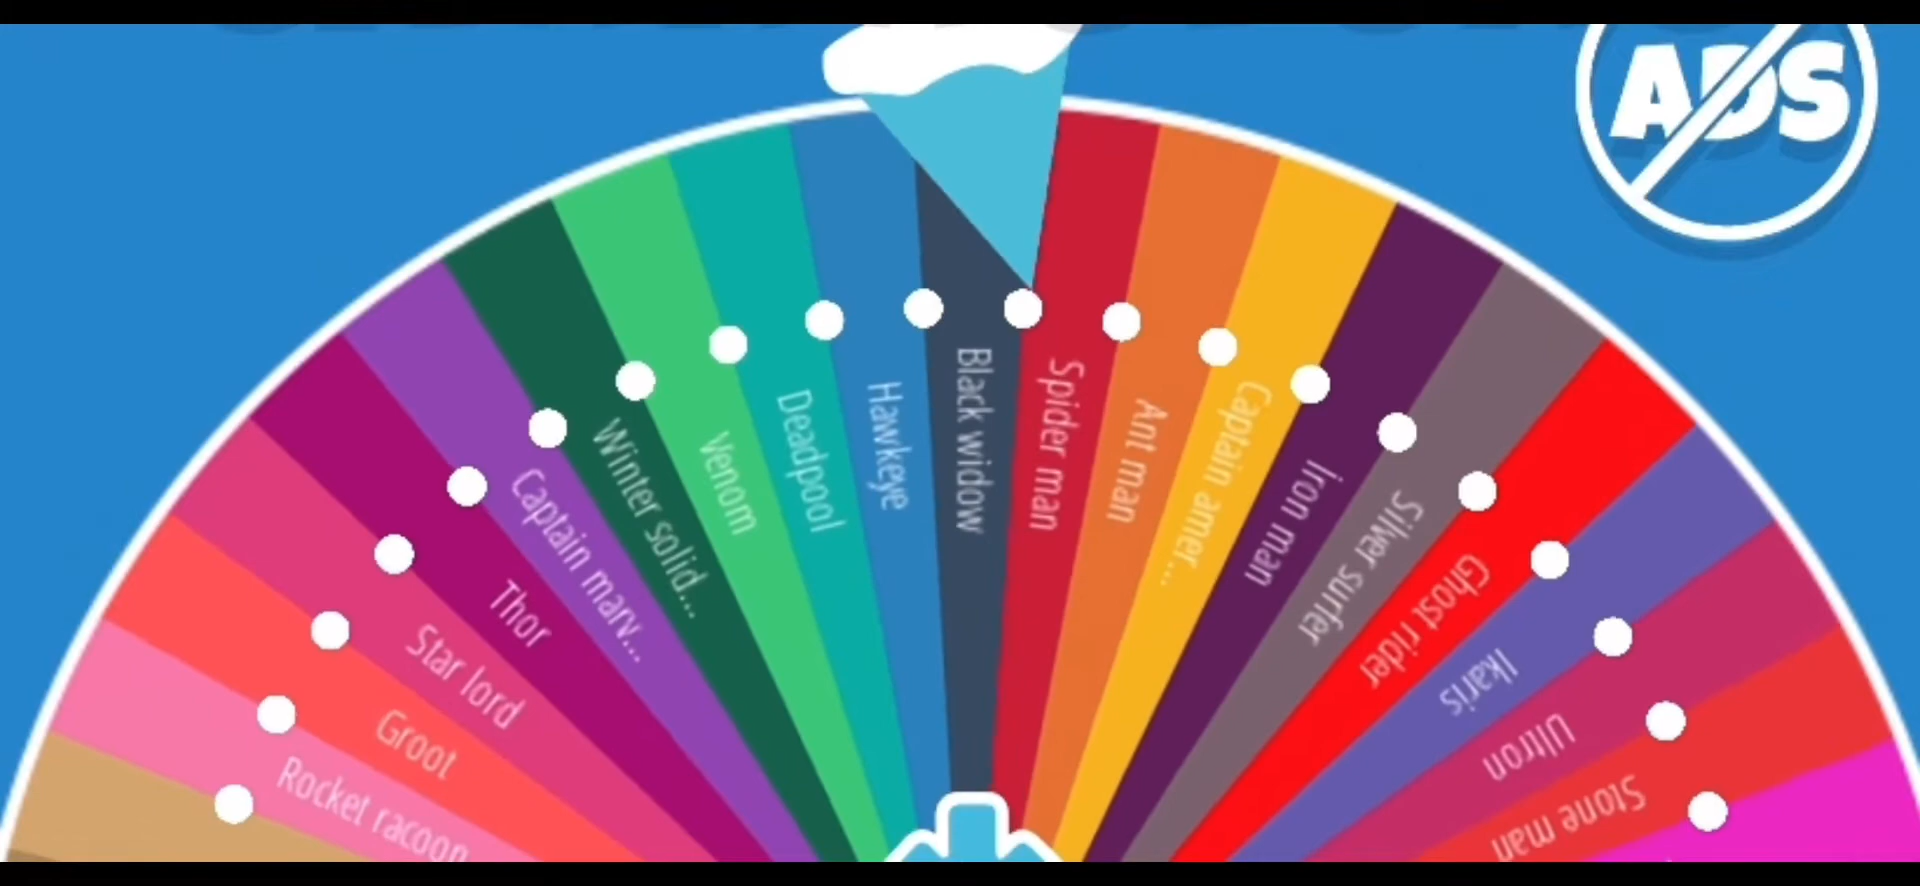 ADS
Rocket racoon
Groot
Star lord
Thor
Captain marv...
Winter solid...
Venom
Deadpool
Hawkeye
Black widow
Spider man
Ant man
Captain amer...
Iron man
Silver surfer
Ghost rider
Ikaris
Ultron
Stone man